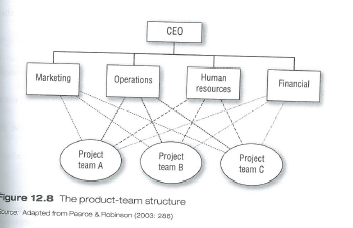 CEO
Marketing
Operations
Human
resources
Financial
Project
team A
Project
team B
Project
team C
Figure 12.8 The product-team structure
Source: Adapted from Pearce & Robinson (2003: 286)